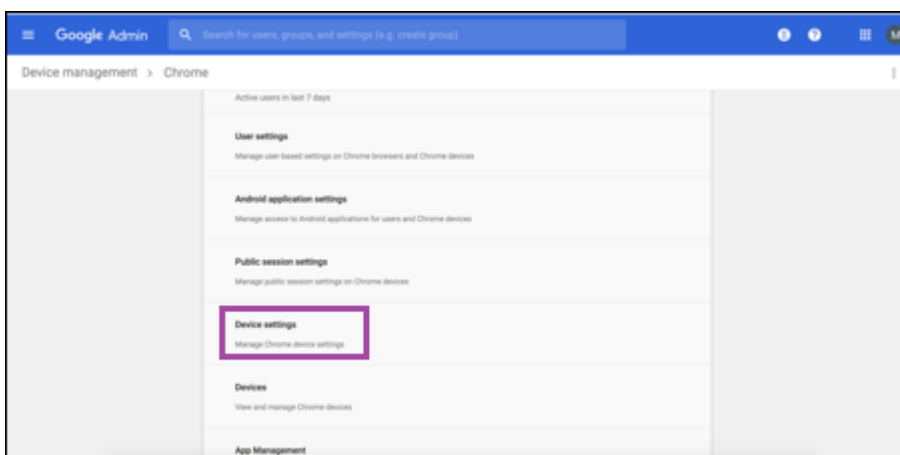 Google Admin
Search for users, groups, and settings (e.g. create group)
M
Device management > Chrome
Active users in last 7 days
User settings
Manage user-based settings on Chrome browsers and Chrome devices
Android application settings
Manage access to Android applications for users and Chrome devices
Public session settings
Manage public session settings on Chrome devices
Device settings
Manage Chrome device settings
Devices
View and manage Chrome devices
App Management